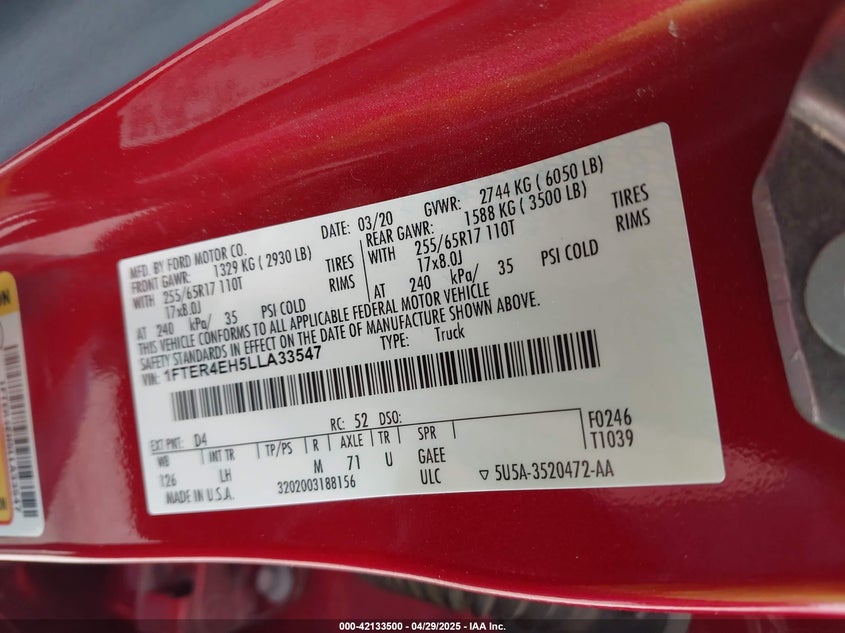 MFD. BY FORD MOTOR CO.
DATE: 03/20
GVWR: 2744 KG ( 6050 LB)
FRONT GAWR: 1329 KG ( 2930 LB)
REAR GAWR: 1588 KG ( 3500 LB)
WITH 255/65R17 110T TIRES
WITH 255/65R17 110T TIRES
17x8.0J RIMS
17x8.0J RIMS
AT 240 kPa/ 35 PSI COLD
AT 240 kPa/ 35 PSI COLD
THIS VEHICLE CONFORMS TO ALL APPLICABLE FEDERAL MOTOR VEHICLE
SAFETY STANDARDS IN EFFECT ON THE DATE OF MANUFACTURE SHOWN ABOVE.
VIN: 1FTER4EH5LLA33547
TYPE: Truck
EXT PNT: D4 RC: 52 DSO:
WB INT TR TP/PS R AXLE TR SPR
126 LH M 71 U GAEE
ULC
F0246
T1039
MADE IN U.S.A. 3202003188156
▽ 5U5A-3520472-AA
000-42133500 - 04/29/2025 - IAA Inc.